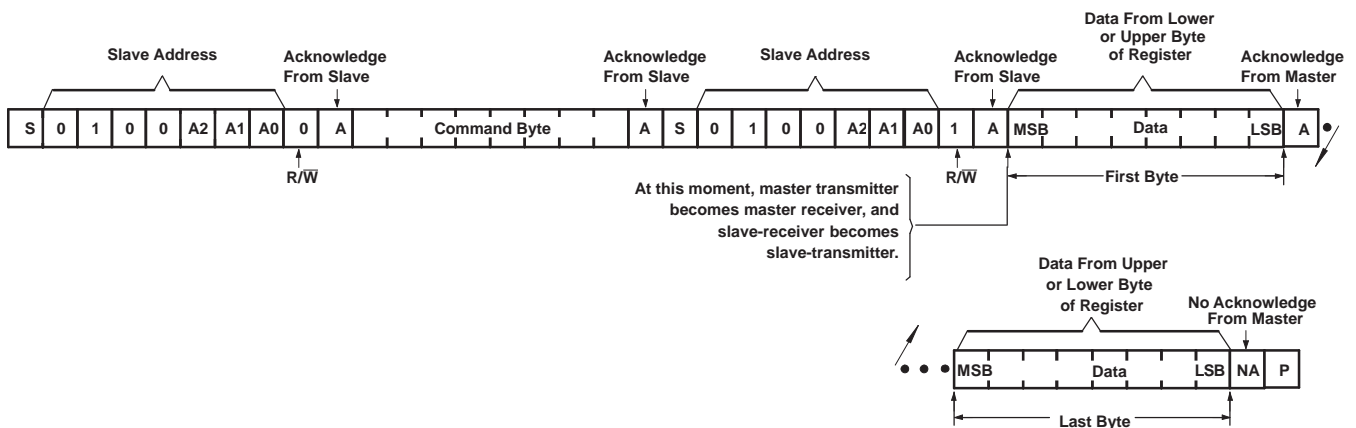 Slave Address
Acknowledge
From Slave
Acknowledge
From Slave
Slave Address
Acknowledge
From Slave
Data From Lower
or Upper Byte
of Register
Acknowledge
From Master
S 0 1 0 0 A2 A1 A0 0 A Command Byte A S 0 1 0 0 A2 A1 A0 1 A MSB Data LSB A
R/W̅
R/W̅
First Byte
At this moment, master transmitter
becomes master receiver, and
slave-receiver becomes
slave-transmitter.
Data From Upper
or Lower Byte
of Register
No Acknowledge
From Master
MSB Data LSB NA P
Last Byte